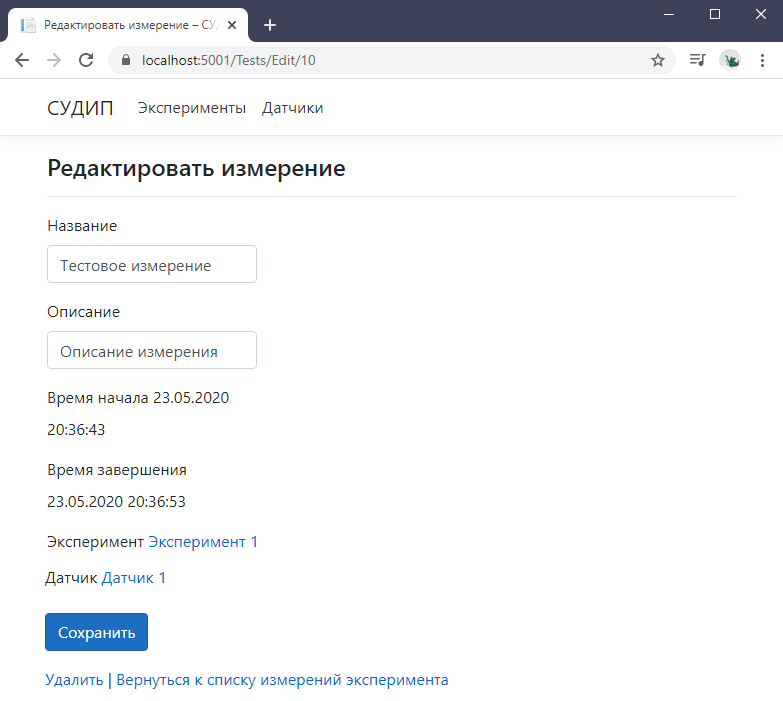 Редактировать измерение – СУ
localhost:5001/Tests/Edit/10
СУДИП Эксперименты Датчики
Редактировать измерение
Название
Тестовое измерение
Описание
Описание измерения
Время начала 23.05.2020
20:36:43
Время завершения
23.05.2020 20:36:53
Эксперимент Эксперимент 1
Датчик Датчик 1
Сохранить
Удалить | Вернуться к списку измерений эксперимента